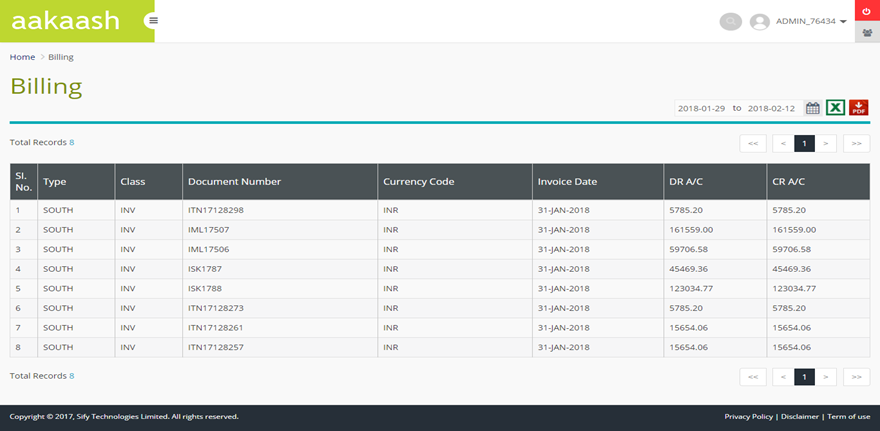 aakaash
ADMIN_76434
Home > Billing
Billing
2018-01-29 to 2018-02-12
PDF
Total Records 8
<< < 1 > >>
Sl. No. Type Class Document Number Currency Code Invoice Date DR A/C CR A/C
1 SOUTH INV ITN17128298 INR 31-JAN-2018 5785.20 5785.20
2 SOUTH INV IML17507 INR 31-JAN-2018 161559.00 161559.00
3 SOUTH INV IML17506 INR 31-JAN-2018 59706.58 59706.58
4 SOUTH INV ISK1787 INR 31-JAN-2018 45469.36 45469.36
5 SOUTH INV ISK1788 INR 31-JAN-2018 123034.77 123034.77
6 SOUTH INV ITN17128273 INR 31-JAN-2018 5785.20 5785.20
7 SOUTH INV ITN17128261 INR 31-JAN-2018 15654.06 15654.06
8 SOUTH INV ITN17128257 INR 31-JAN-2018 15654.06 15654.06
Total Records 8
<< < 1 > >>
Copyright © 2017, Sify Technologies Limited. All rights reserved.
Privacy Policy | Disclaimer | Term of use